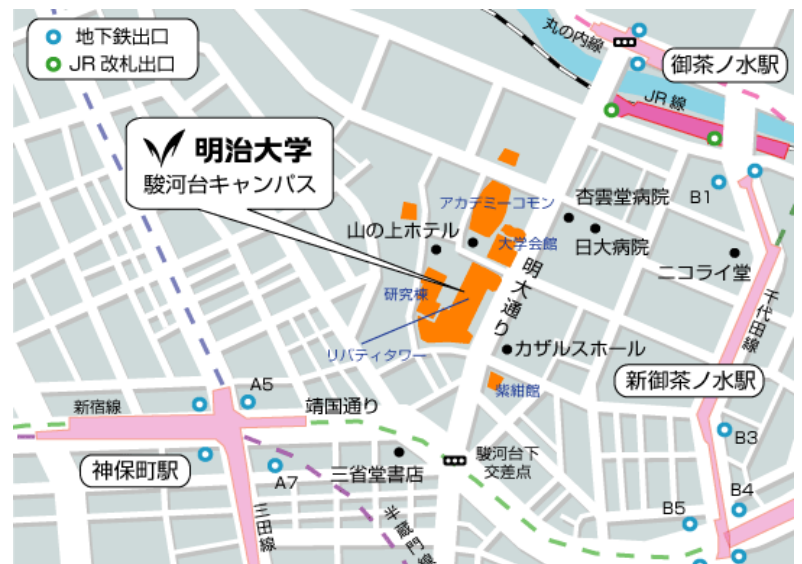 地下鉄出口
JR 改札出口
丸の内線
御茶ノ水駅
JR 線
明治大学
駿河台キャンパス
アカデミーコモン
杏雲堂病院
B1
山の上ホテル
大学会館
日大病院
ニコライ堂
明大通り
研究棟
千代田線
リバティタワー
カザルスホール
新御茶ノ水駅
紫紺館
A5
新宿線
靖国通り
B3
神保町駅
三省堂書店
駿河台下
交差点
A7
B4
B5
三田線
半蔵門線